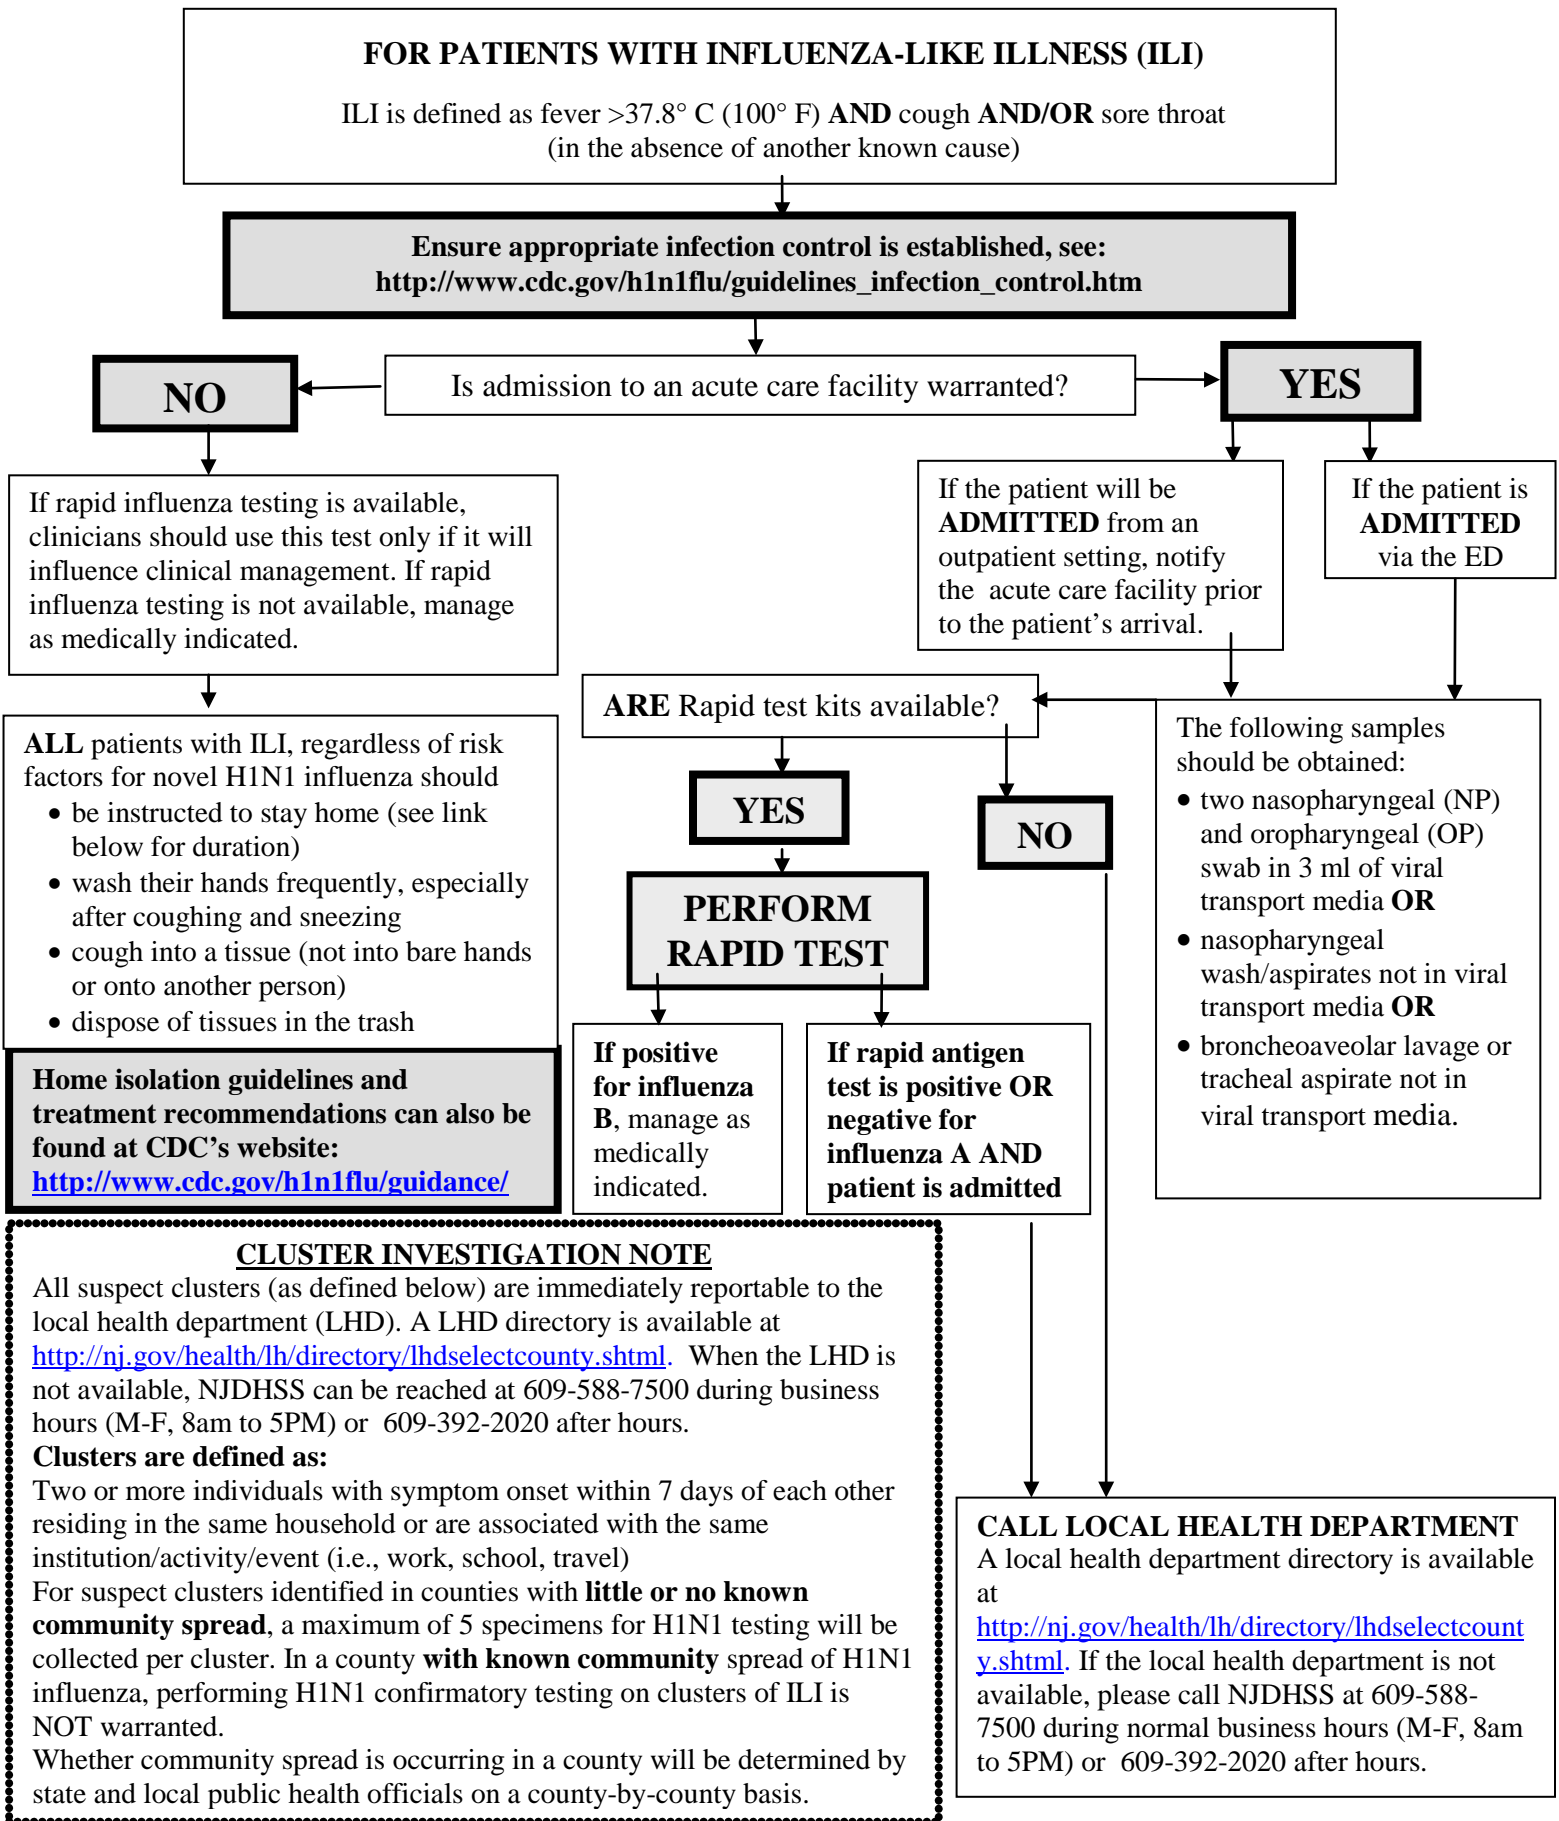 FOR PATIENTS WITH INFLUENZA-LIKE ILLNESS (ILI)
ILI is defined as fever >37.8° C (100° F) AND cough AND/OR sore throat
(in the absence of another known cause)
Ensure appropriate infection control is established, see:
http://www.cdc.gov/h1n1flu/guidelines_infection_control.htm
Is admission to an acute care facility warranted?
NO
YES
If rapid influenza testing is available,
clinicians should use this test only if it will
influence clinical management. If rapid
influenza testing is not available, manage
as medically indicated.
If the patient will be
ADMITTED from an
outpatient setting, notify
the  acute care facility prior
to the patient’s arrival.
If the patient is
ADMITTED
via the ED
ALL patients with ILI, regardless of risk
factors for novel H1N1 influenza should
• be instructed to stay home (see link
below for duration)
• wash their hands frequently, especially
after coughing and sneezing
• cough into a tissue (not into bare hands
or onto another person)
• dispose of tissues in the trash
Home isolation guidelines and
treatment recommendations can also be
found at CDC’s website:
http://www.cdc.gov/h1n1flu/guidance/
ARE Rapid test kits available?
YES
NO
PERFORM
RAPID TEST
If positive
for influenza
B, manage as
medically
indicated.
If rapid antigen
test is positive OR
negative for
influenza A AND
patient is admitted
The following samples
should be obtained:
• two nasopharyngeal (NP)
and oropharyngeal (OP)
swab in 3 ml of viral
transport media OR
• nasopharyngeal
wash/aspirates not in viral
transport media OR
• broncheoaveolar lavage or
tracheal aspirate not in
viral transport media.
CLUSTER INVESTIGATION NOTE
All suspect clusters (as defined below) are immediately reportable to the
local health department (LHD). A LHD directory is available at
http://nj.gov/health/lh/directory/lhdselectcounty.shtml.  When the LHD is
not available, NJDHSS can be reached at 609-588-7500 during business
hours (M-F, 8am to 5PM) or  609-392-2020 after hours.
Clusters are defined as:
Two or more individuals with symptom onset within 7 days of each other
residing in the same household or are associated with the same
institution/activity/event (i.e., work, school, travel)
For suspect clusters identified in counties with little or no known
community spread, a maximum of 5 specimens for H1N1 testing will be
collected per cluster. In a county with known community spread of H1N1
influenza, performing H1N1 confirmatory testing on clusters of ILI is
NOT warranted.
Whether community spread is occurring in a county will be determined by
state and local public health officials on a county-by-county basis.
CALL LOCAL HEALTH DEPARTMENT
A local health department directory is available
at
http://nj.gov/health/lh/directory/lhdselectcount
y.shtml. If the local health department is not
available, please call NJDHSS at 609-588-
7500 during normal business hours (M-F, 8am
to 5PM) or  609-392-2020 after hours.